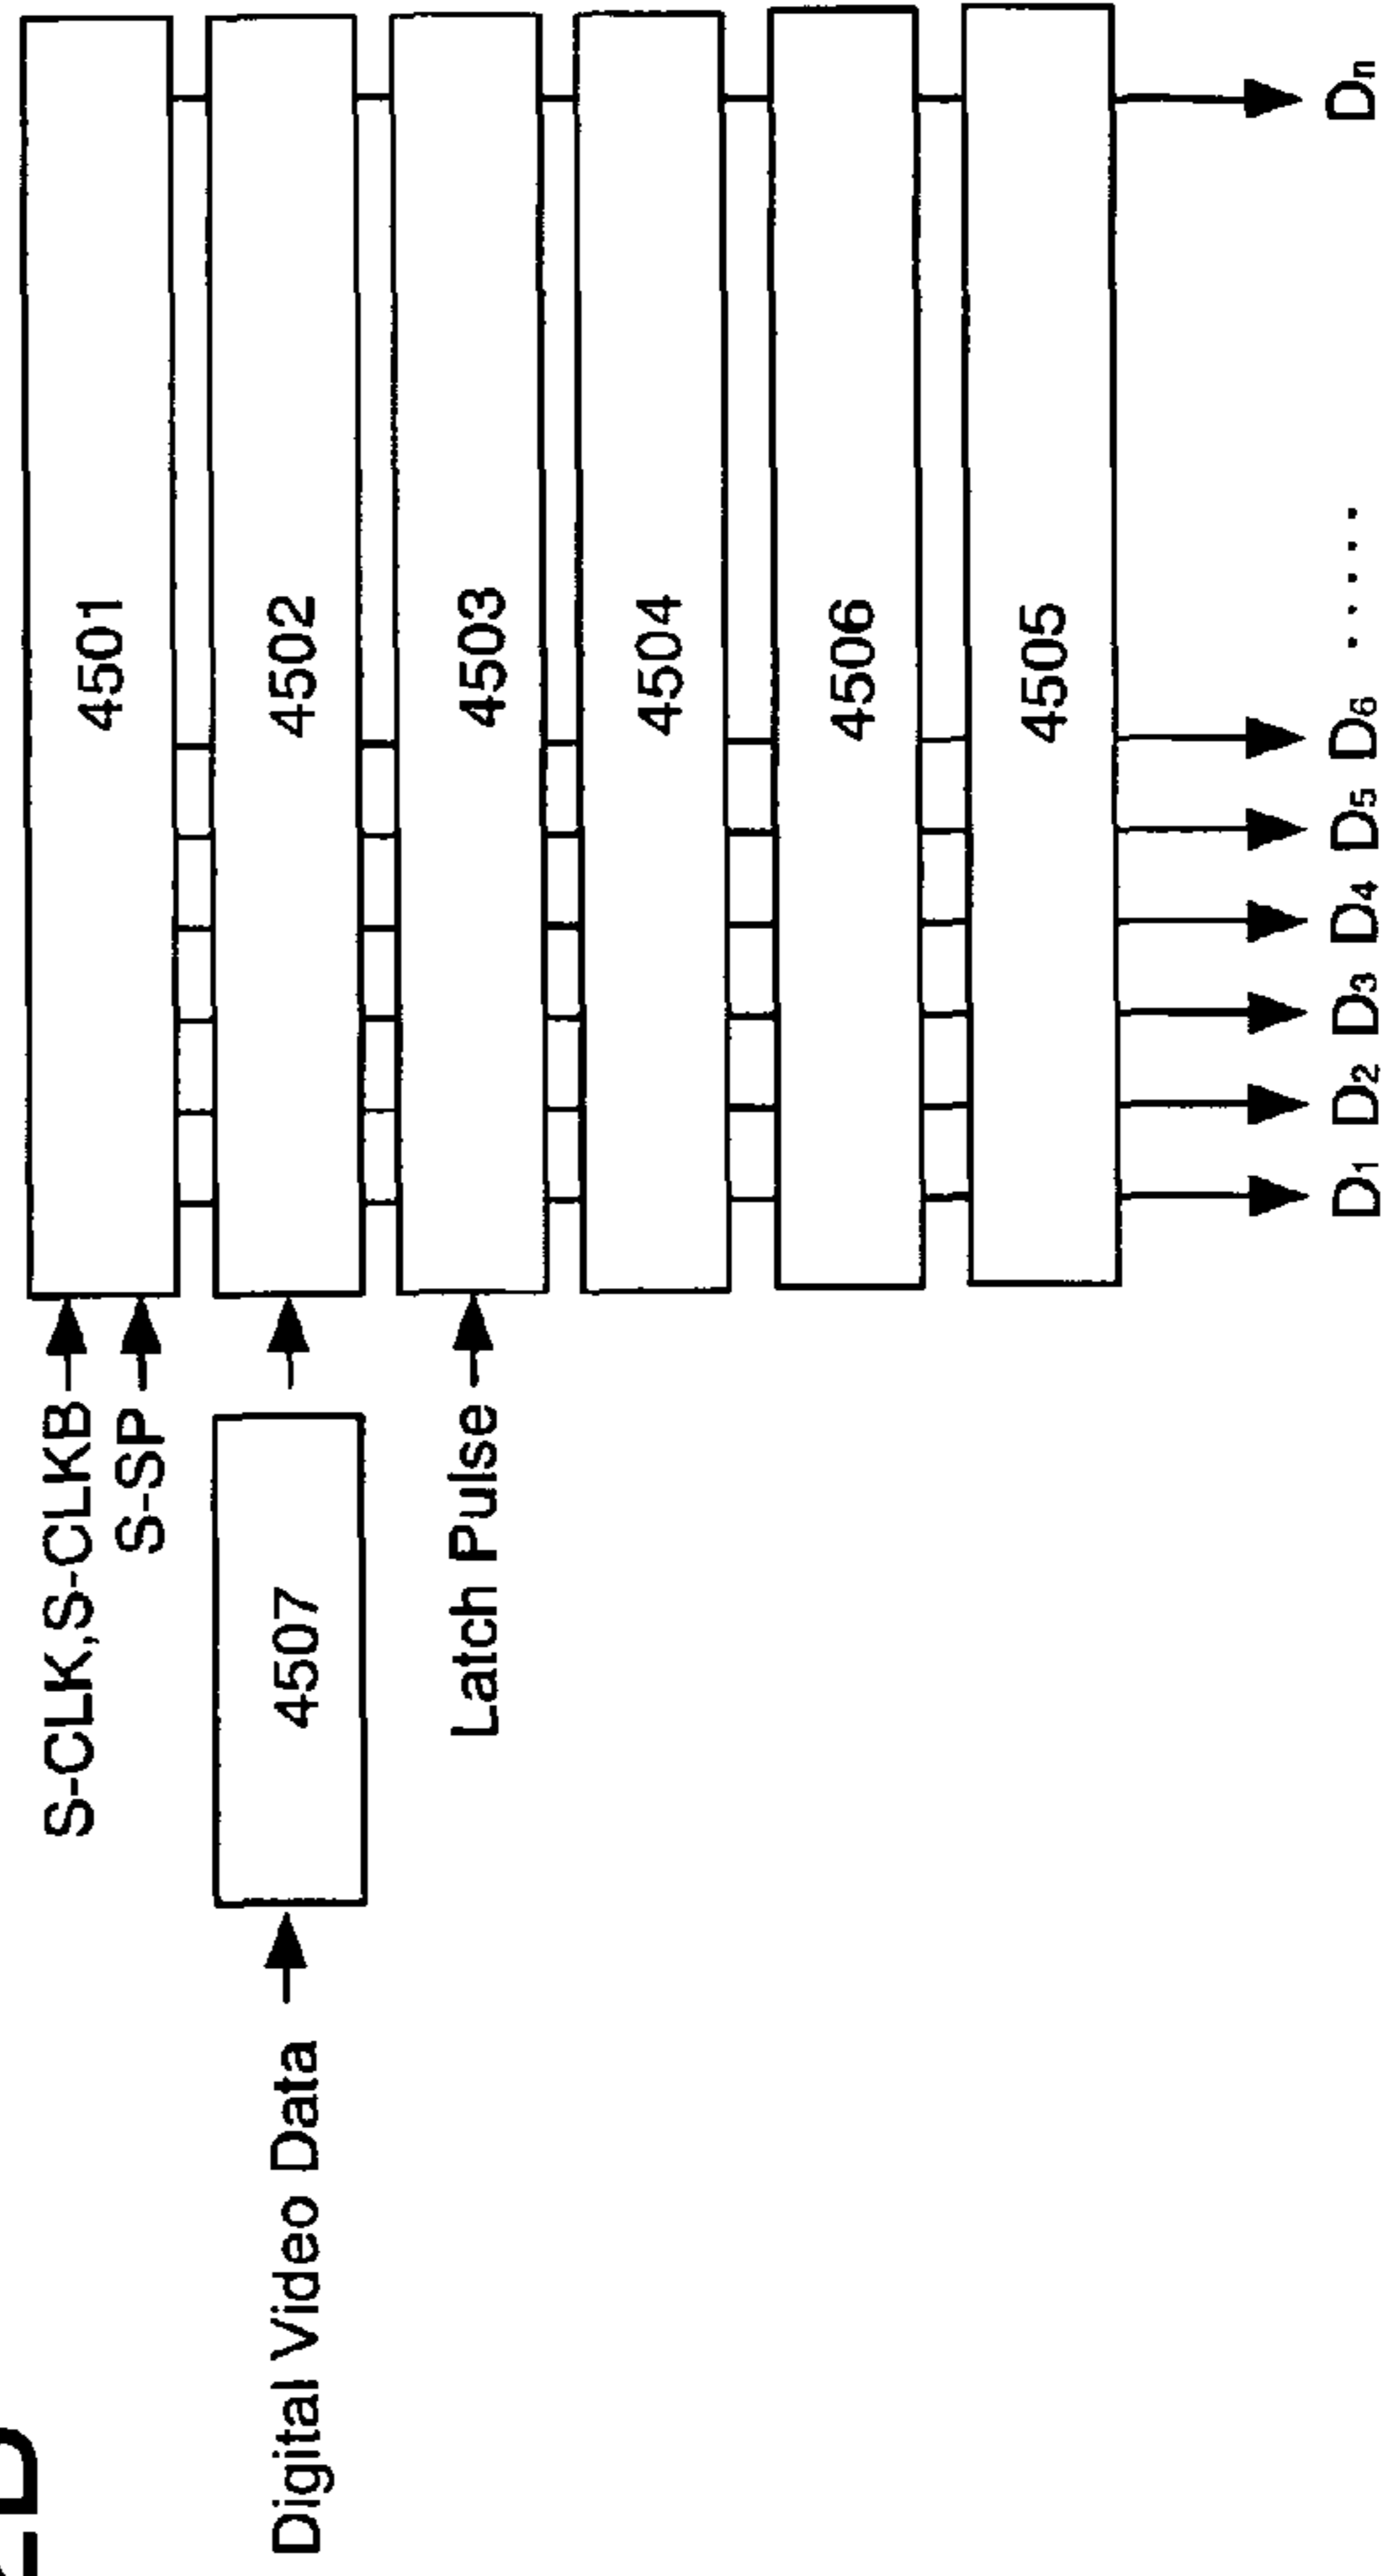 S-CLK,S-CLKB
4501
S-SP
Digital Video Data
4507
4502
Latch Pulse
4503
4504
4506
4505
D1 D2 D3 D4 D5 D6 ..... Dn